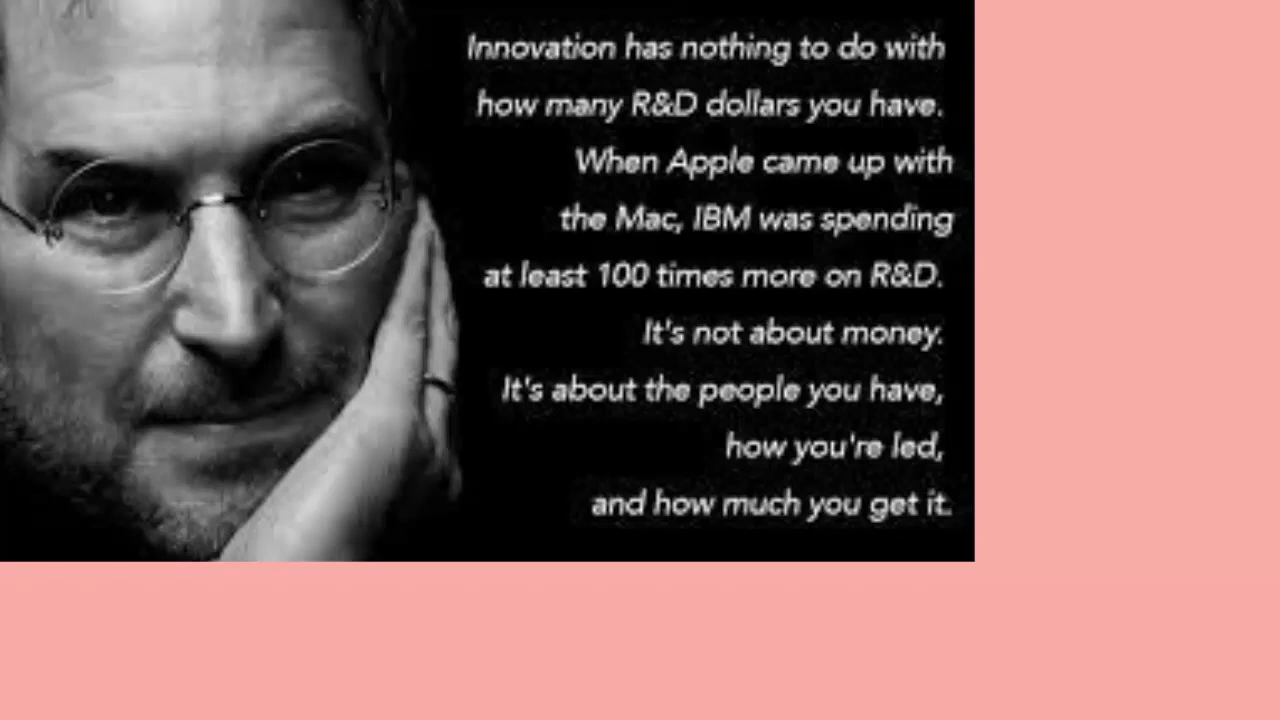 Innovation has nothing to do with
how many R&D dollars you have.
When Apple came up with
the Mac, IBM was spending
at least 100 times more on R&D.
It's not about money.
It's about the people you have,
how you're led,
and how much you get it.